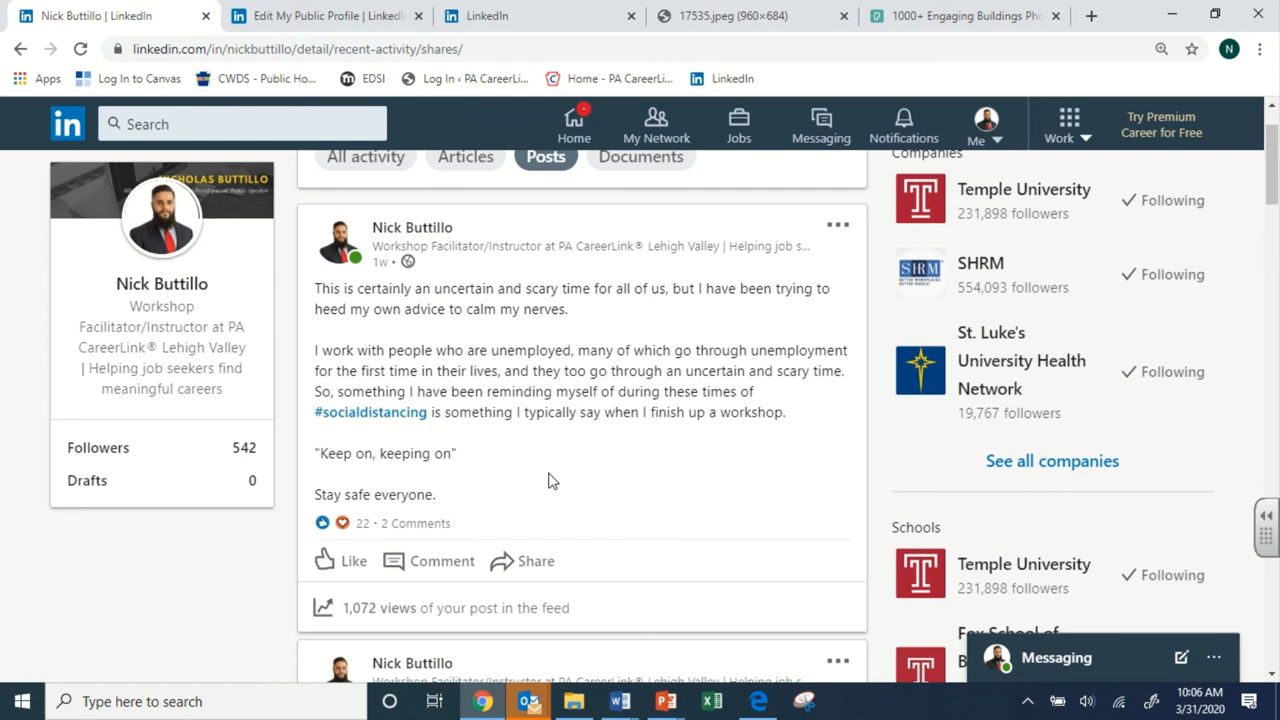 Nick Buttillo | LinkedIn
Edit My Public Profile | LinkedIn
LinkedIn
17535.jpeg (960×684)
1000+ Engaging Buildings Pho
linkedin.com/in/nickbuttillo/detail/recent-activity/shares/
N
Apps
Log In to Canvas
CWDS - Public Ho...
EDSI
Log In ‹ PA CareerLi...
Home - PA CareerLi...
LinkedIn
in
Search
Home
My Network
Jobs
Messaging
Notifications
Me
Work
Try Premium
Career for Free
All activity
Articles
Posts
Documents
NICHOLAS BUTTILLO
Nick Buttillo
Workshop
Facilitator/Instructor at PA
CareerLink® Lehigh Valley
| Helping job seekers find
meaningful careers
Followers 542
Drafts 0
Nick Buttillo
Workshop Facilitator/Instructor at PA CareerLink® Lehigh Valley | Helping job s...
1w •
This is certainly an uncertain and scary time for all of us, but I have been trying to
heed my own advice to calm my nerves.
I work with people who are unemployed, many of which go through unemployment
for the first time in their lives, and they too go through an uncertain and scary time.
So, something I have been reminding myself of during these times of
#socialdistancing is something I typically say when I finish up a workshop.
"Keep on, keeping on"
Stay safe everyone.
22 • 2 Comments
Like
Comment
Share
1,072 views of your post in the feed
Nick Buttillo
Companies
Temple University
231,898 followers
Following
SHRM
SHRM
554,093 followers
Following
St. Luke's
University Health
Network
19,767 followers
Following
See all companies
Schools
Temple University
231,898 followers
Following
Fox School of
Messaging
Type here to search
10:06 AM
3/31/2020